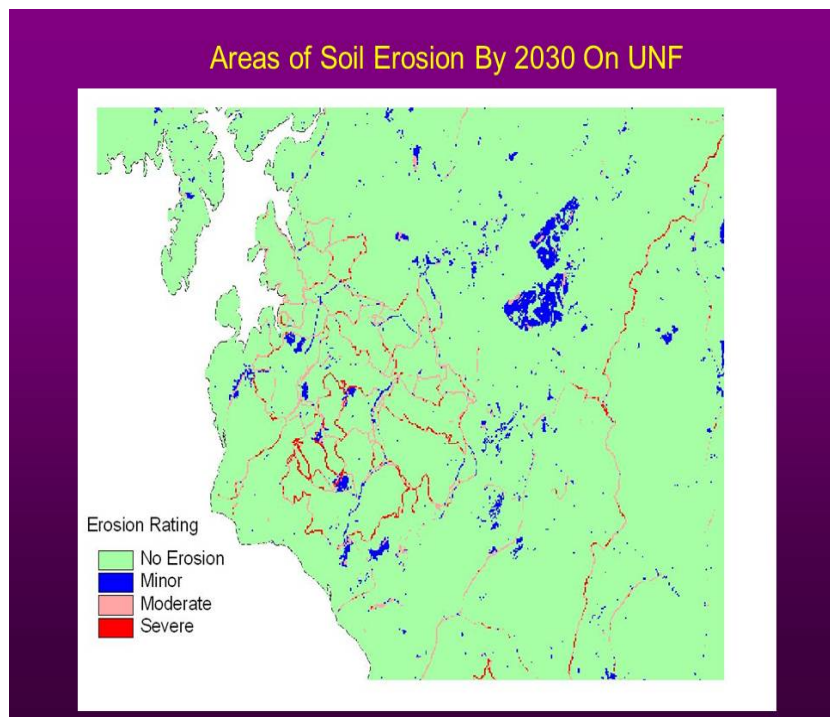 Areas of Soil Erosion By 2030 On UNF
Erosion Rating
No Erosion
Minor
Moderate
Severe